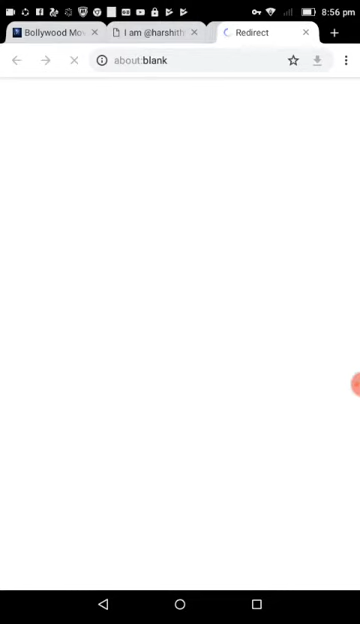 8:56 pm
Bollywood Mov
I am @harshith
Redirect
about:blank